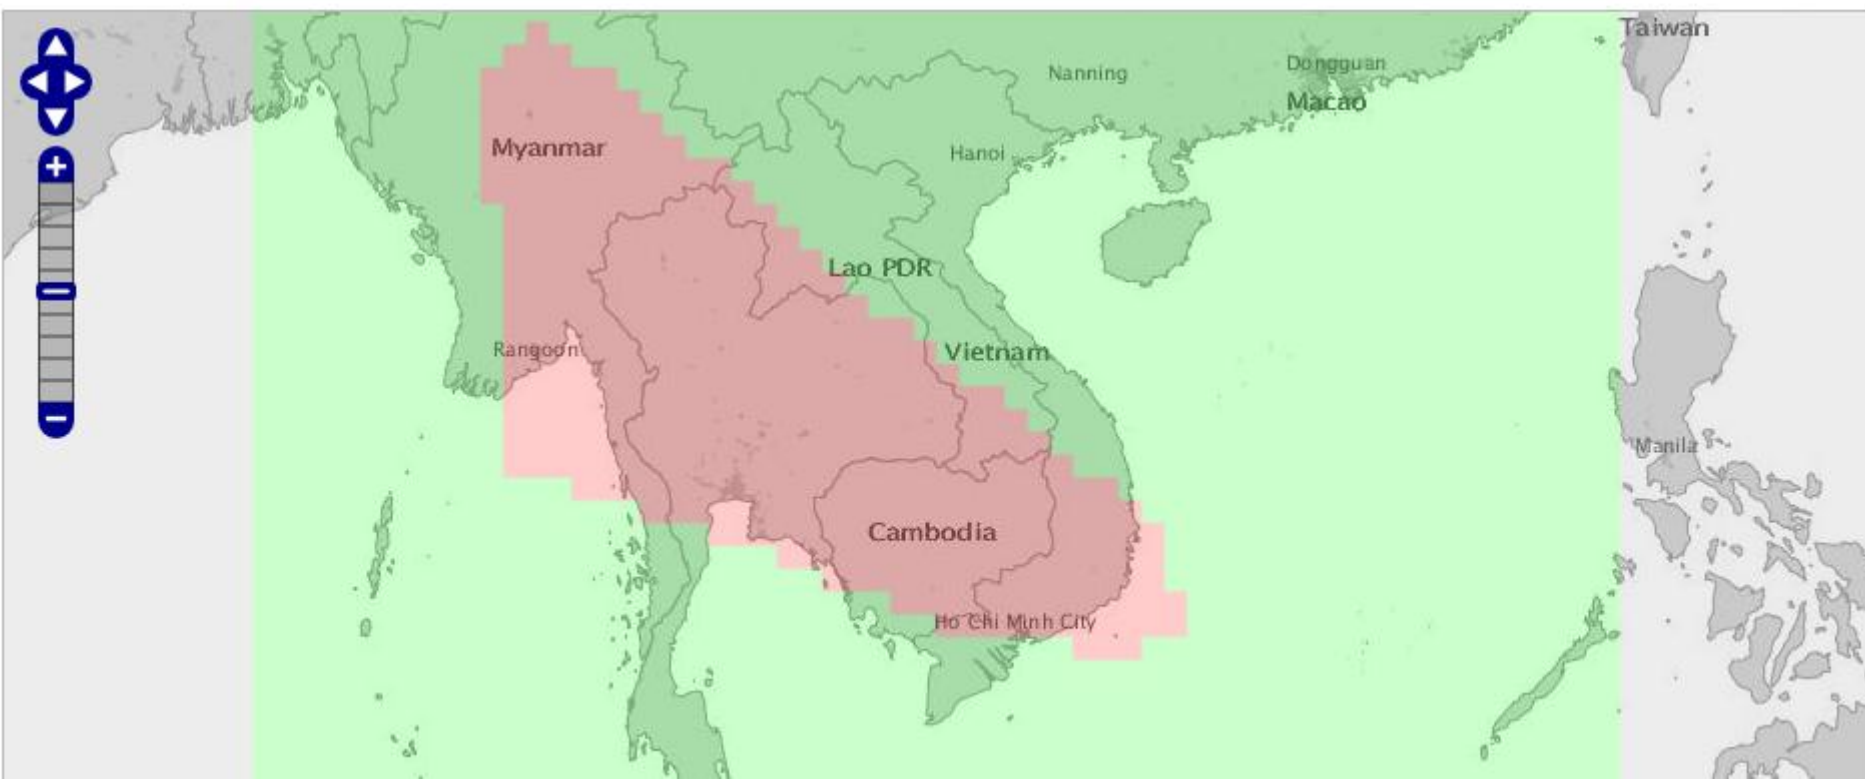 Taiwan
Dongguan
Nanning
Macao
Myanmar
Hanoi
Lao PDR
Rangoon
Vietnam
Manila
Cambodia
Ho Chi Minh City